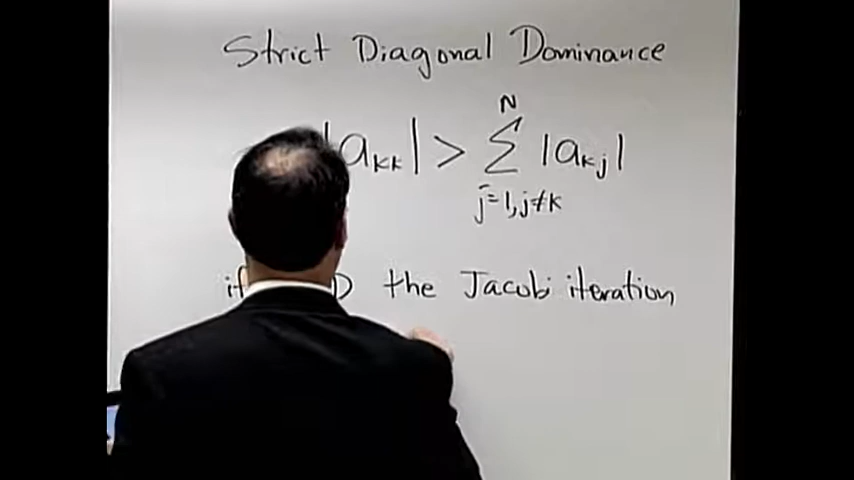 Strict Diagonal Dominance
N
|aₖₖ| > Σ |aₖⱼ|
j=1, j≠k
the Jacobi iteration